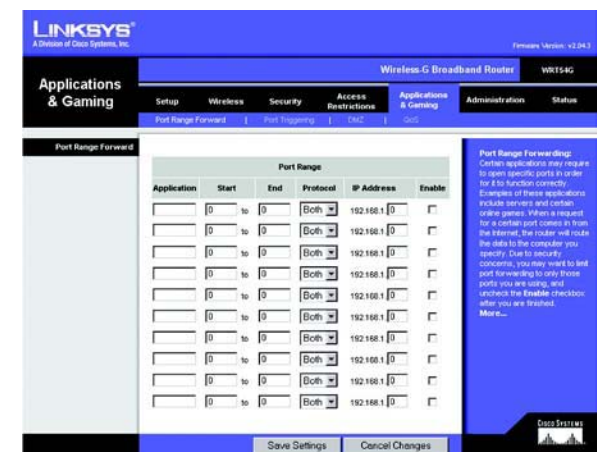 LINKSYS®
A Division of Cisco Systems, Inc.
Firmware Version: v2.04.3
Wireless-G Broadband Router WRT54G
Applications & Gaming
Setup Wireless Security Access Restrictions Applications & Gaming Administration Status
Port Range Forward | Port Triggering | DMZ | QoS
Port Range Forward
Port Range
Application Start End Protocol IP Address Enable
0 to 0 Both 192.168.1.0
0 to 0 Both 192.168.1.0
0 to 0 Both 192.168.1.0
0 to 0 Both 192.168.1.0
0 to 0 Both 192.168.1.0
0 to 0 Both 192.168.1.0
0 to 0 Both 192.168.1.0
0 to 0 Both 192.168.1.0
0 to 0 Both 192.168.1.0
0 to 0 Both 192.168.1.0
Port Range Forwarding:
Certain applications may require
to open specific ports in order
for it to function correctly.
Examples of these applications
include servers and certain
online games. When a request
for a certain port comes in from
the Internet, the router will route
the data to the computer you
specify. Due to security
concerns, you may want to limit
port forwarding to only those
ports you are using, and
uncheck the Enable checkbox
after you are finished.
More...
Save Settings Cancel Changes
CISCO SYSTEMS